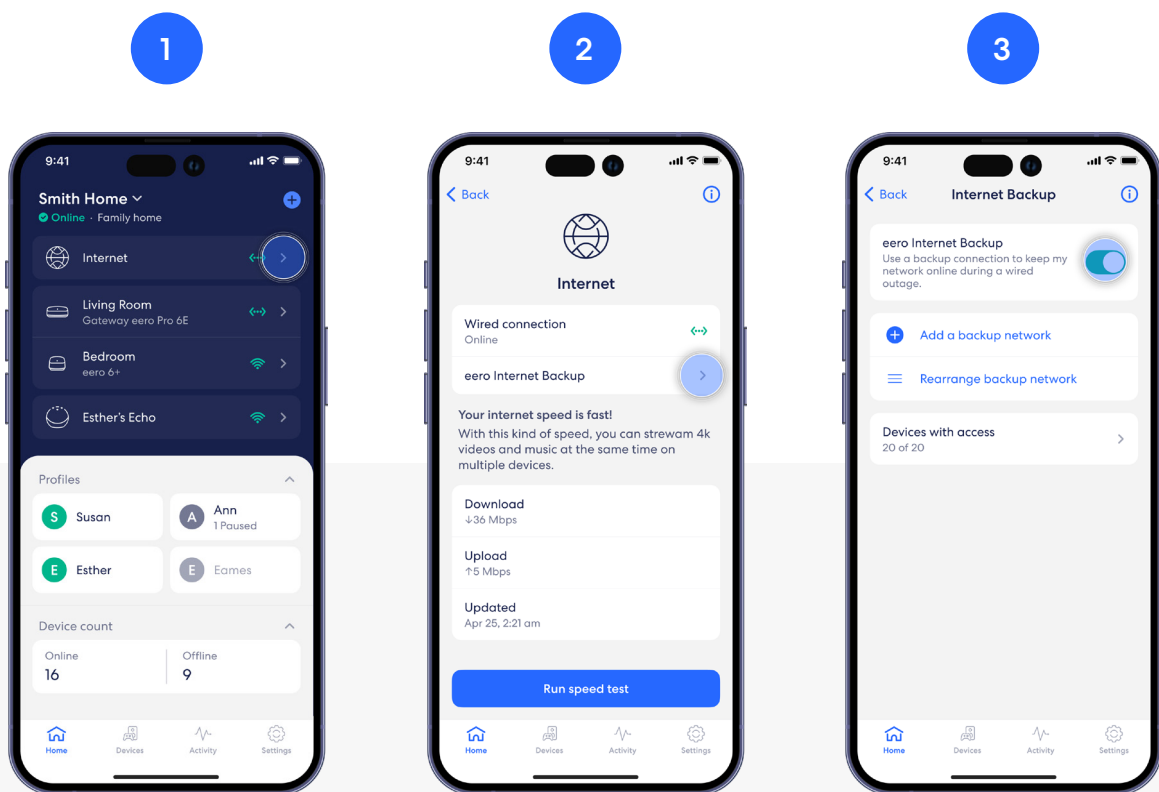 1
2
3
9:41
Smith Home
Online · Family home
Internet
Living Room
Gateway eero Pro 6E
Bedroom
eero 6+
Esther's Echo
Profiles
S Susan
A Ann
1 Paused
E Esther
E Eames
Device count
Online
16
Offline
9
Home
Devices
Activity
Settings
9:41
Back
Internet
Wired connection
Online
eero Internet Backup
Your internet speed is fast!
With this kind of speed, you can strewam 4k
videos and music at the same time on
multiple devices.
Download
↓36 Mbps
Upload
↑5 Mbps
Updated
Apr 25, 2:21 am
Run speed test
Home
Devices
Activity
Settings
9:41
Back
Internet Backup
eero Internet Backup
Use a backup connection to keep my
network online during a wired
outage.
Add a backup network
Rearrange backup network
Devices with access
20 of 20
Home
Devices
Activity
Settings